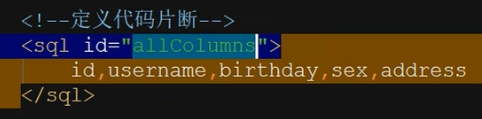 <!--定义代码片断-->
<sql id="allColumns">
id,username,birthday,sex,address
</sql>